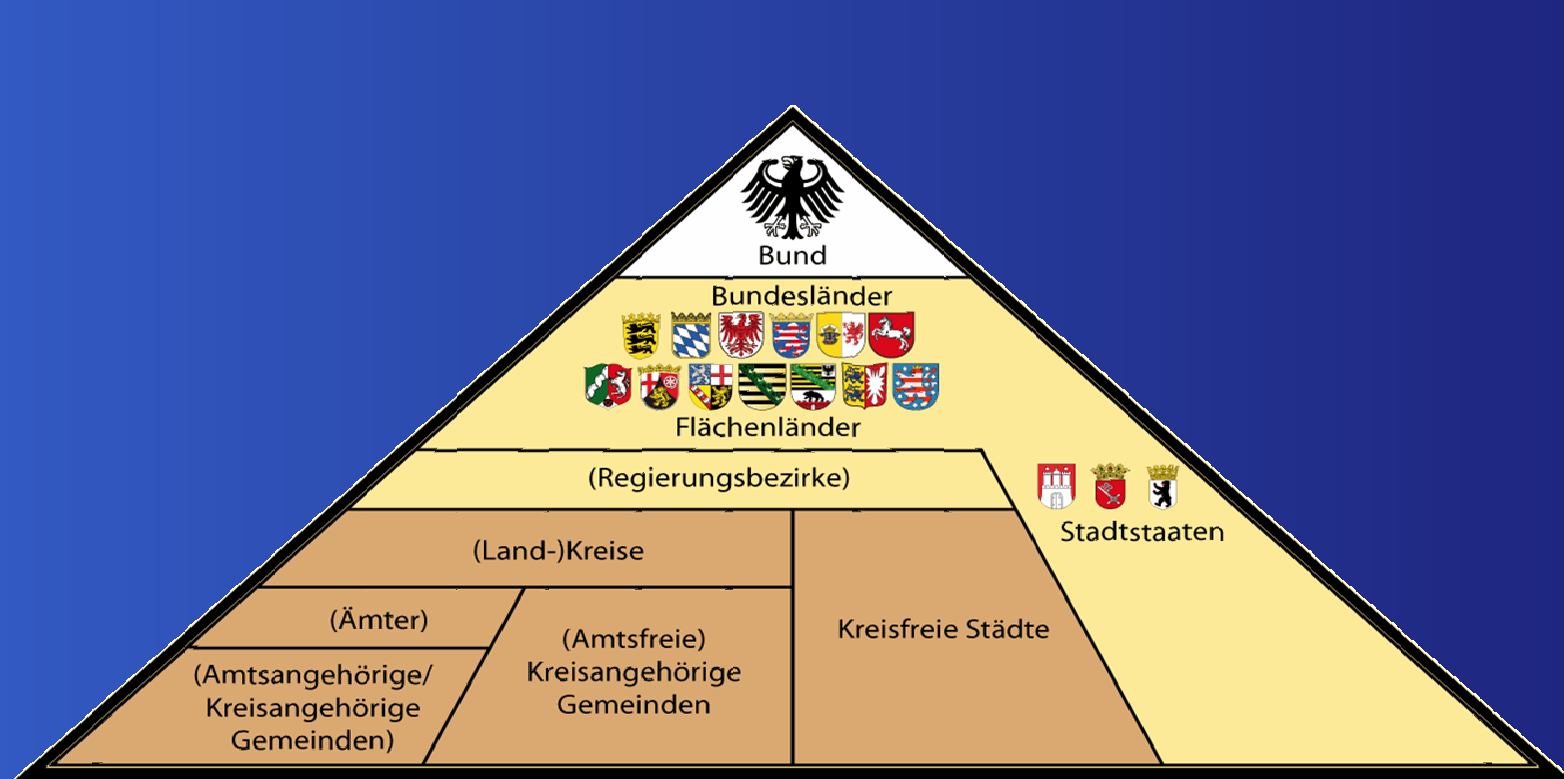 Bund
Bundesländer
Flächenländer
(Regierungsbezirke)
Stadtstaaten
(Land-)Kreise
(Ämter)
(Amtsangehörige/
Kreisangehörige
Gemeinden)
(Amtsfreie)
Kreisangehörige
Gemeinden
Kreisfreie Städte